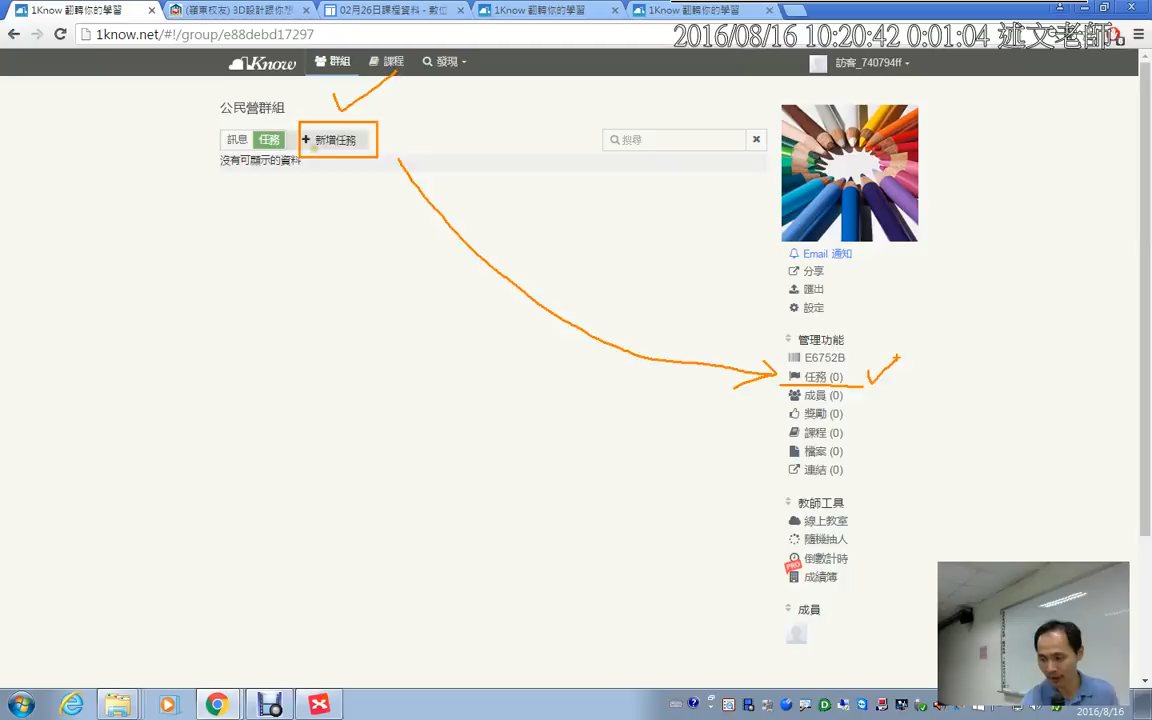 1Know 翻轉你的學習
(嶺東校友) 3D設計跟你想
02月26日課程資料 - 數位
1Know 翻轉你的學習
1Know 翻轉你的學習
1know.net/#!/group/e88debd17297
2016/08/16 10:20:42 0:01:04 述文老師
1Know
群組
課程
發現
訪客_740794ff
公民營群組
訊息
任務
新增任務
搜尋
沒有可顯示的資料
Email 通知
分享
匯出
設定
管理功能
E6752B
任務 (0)
成員 (0)
獎勵 (0)
課程 (0)
檔案 (0)
連結 (0)
教師工具
線上教室
隨機抽人
倒數計時
PRO
成績簿
成員
2016/8/16